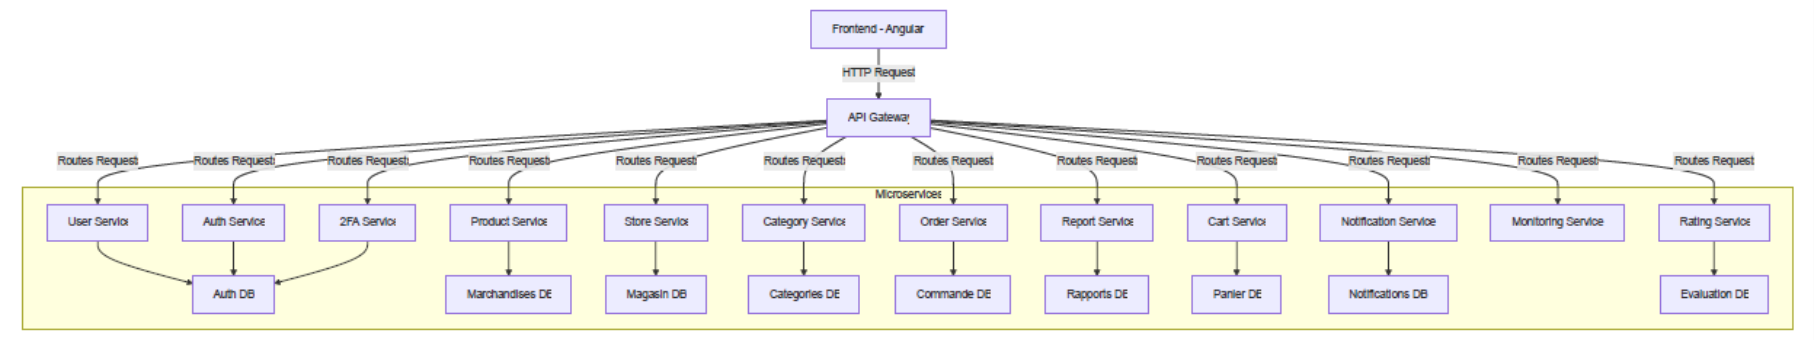 Frontend - Angular
HTTP Request
API Gateway
Routes Request Routes Request Routes Request Routes Request Routes Request Routes Request Routes Request Routes Request Routes Request Routes Request Routes Request Routes Request
Microservices
User Service Auth Service 2FA Service Product Service Store Service Category Service Order Service Report Service Cart Service Notification Service Monitoring Service Rating Service
Auth DB Marchandises DB Magasin DB Categories DB Commande DB Rapports DB Panier DB Notifications DB Evaluation DB